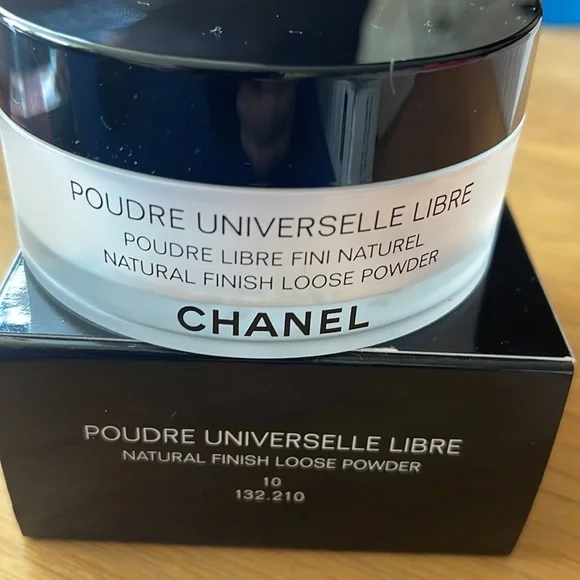 POUDRE UNIVERSELLE LIBRE
POUDRE LIBRE FINI NATUREL
NATURAL FINISH LOOSE POWDER
CHANEL
POUDRE UNIVERSELLE LIBRE
NATURAL FINISH LOOSE POWDER
10
132.210